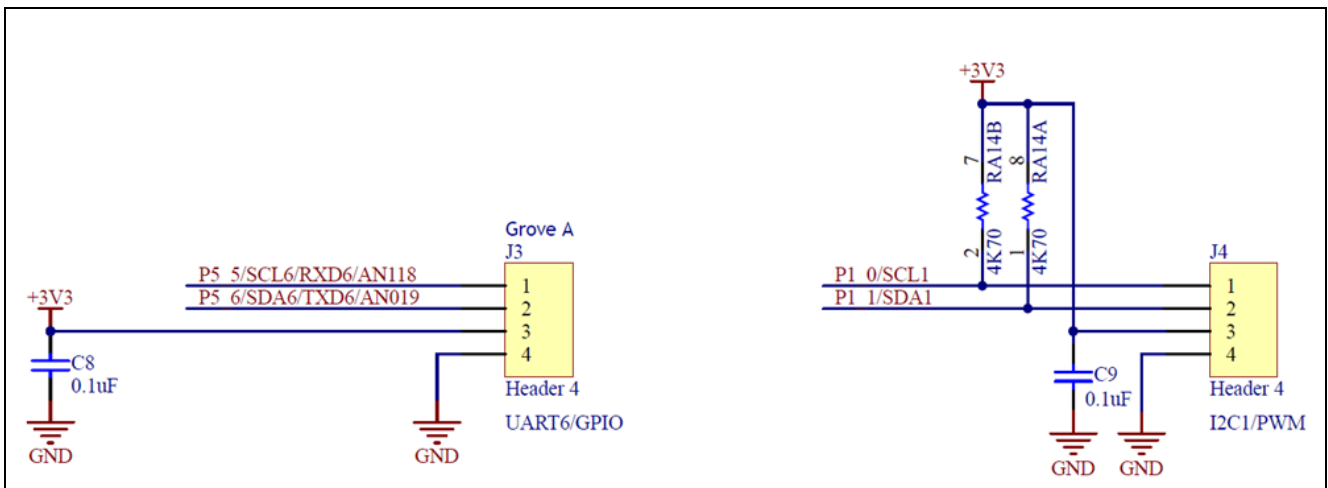 Grove A
J3
P5_5/SCL6/RXD6/AN118
1
P5_6/SDA6/TXD6/AN019
2
+3V3
3
4
C8
0.1uF
Header 4
UART6/GPIO
GND
GND
+3V3
7
RA14B
8
RA14A
2
4K70
1
4K70
J4
P1_0/SCL1
1
P1_1/SDA1
2
3
4
C9
0.1uF
Header 4
I2C1/PWM
GND
GND